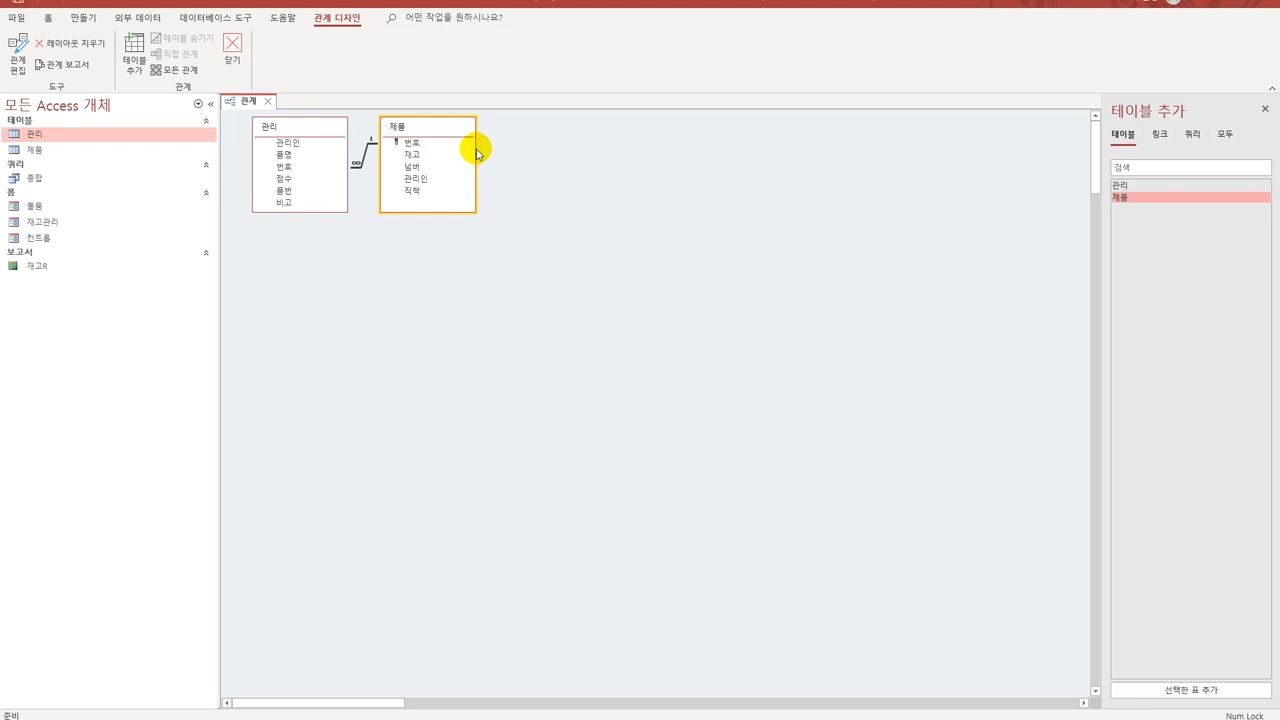 파일 홈 만들기 외부 데이터 데이터베이스 도구 도움말 관계 디자인 어떤 작업을 원하시나요?
관계
편집
레이아웃 지우기
관계 보고서
도구
테이블
추가
테이블 숨기기
직접 관계
모든 관계
관계
닫기
모든 Access 개체
테이블
관리
제품
쿼리
종합
폼
물품
재고관리
컨트롤
보고서
재고R
관계
관리
관리인
품명
번호
점수
품번
비고
∞
1
제품
번호
재고
넘버
관리인
직책
테이블 추가
테이블 링크 쿼리 모두
검색
관리
제품
선택한 표 추가
준비
Num Lock